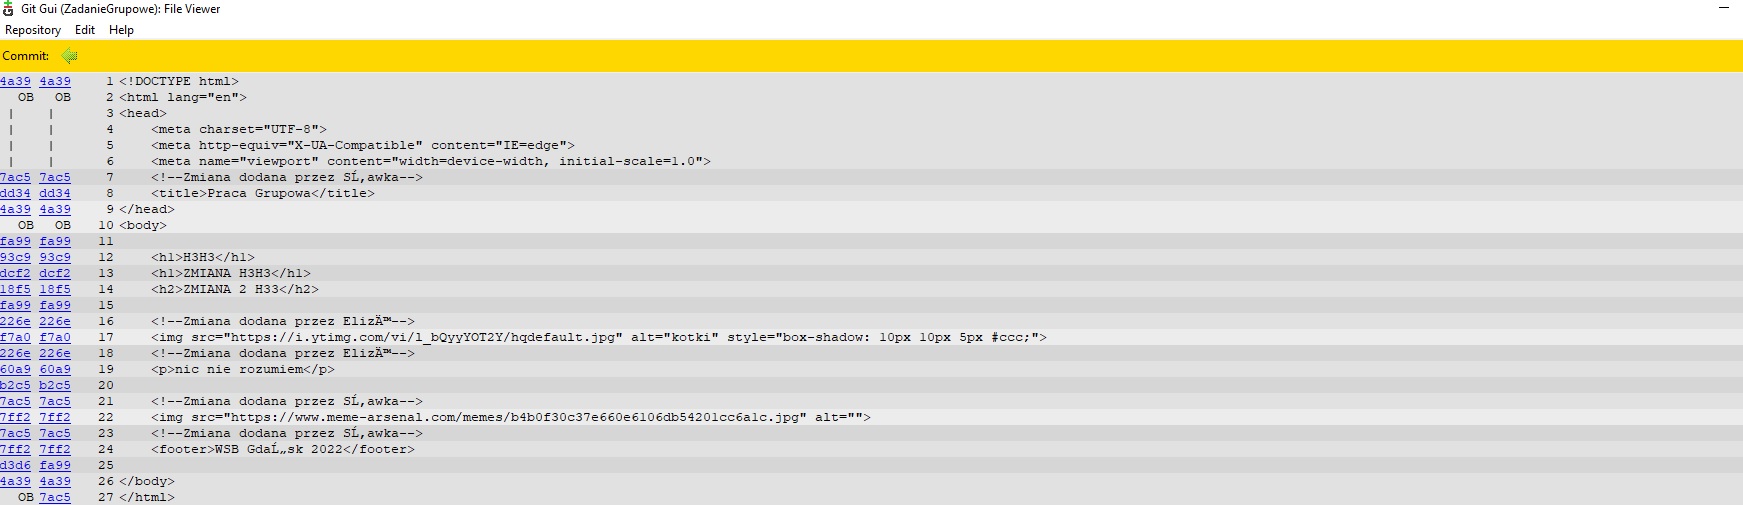 Git Gui (ZadanieGrupowe): File Viewer
Repository Edit Help
Commit:
4a39 4a39 1 <!DOCTYPE html>
OB OB 2 <html lang="en">
| | 3 <head>
| | 4 <meta charset="UTF-8">
| | 5 <meta http-equiv="X-UA-Compatible" content="IE=edge">
| | 6 <meta name="viewport" content="width=device-width, initial-scale=1.0">
7ac5 7ac5 7 <!--Zmiana dodana przez SĹ‚awka-->
dd34 dd34 8 <title>Praca Grupowa</title>
4a39 4a39 9 </head>
OB OB 10 <body>
fa99 fa99 11
93c9 93c9 12 <h1>H3H3</h1>
dcf2 dcf2 13 <h1>ZMIANA H3H3</h1>
18f5 18f5 14 <h2>ZMIANA 2 H33</h2>
fa99 fa99 15
226e 226e 16 <!--Zmiana dodana przez ElizÄ™-->
f7a0 f7a0 17 <img src="https://i.ytimg.com/vi/l_bQyyYOT2Y/hqdefault.jpg" alt="kotki" style="box-shadow: 10px 10px 5px #ccc;">
226e 226e 18 <!--Zmiana dodana przez ElizÄ™-->
60a9 60a9 19 <p>nic nie rozumiem</p>
b2c5 b2c5 20
7ac5 7ac5 21 <!--Zmiana dodana przez SĹ‚awka-->
7ff2 7ff2 22 <img src="https://www.meme-arsenal.com/memes/b4b0f30c37e660e6106db54201cc6a1c.jpg" alt="">
7ac5 7ac5 23 <!--Zmiana dodana przez SĹ‚awka-->
7ff2 7ff2 24 <footer>WSB GdaĹ„sk 2022</footer>
d3d6 fa99 25
4a39 4a39 26 </body>
OB 7ac5 27 </html>